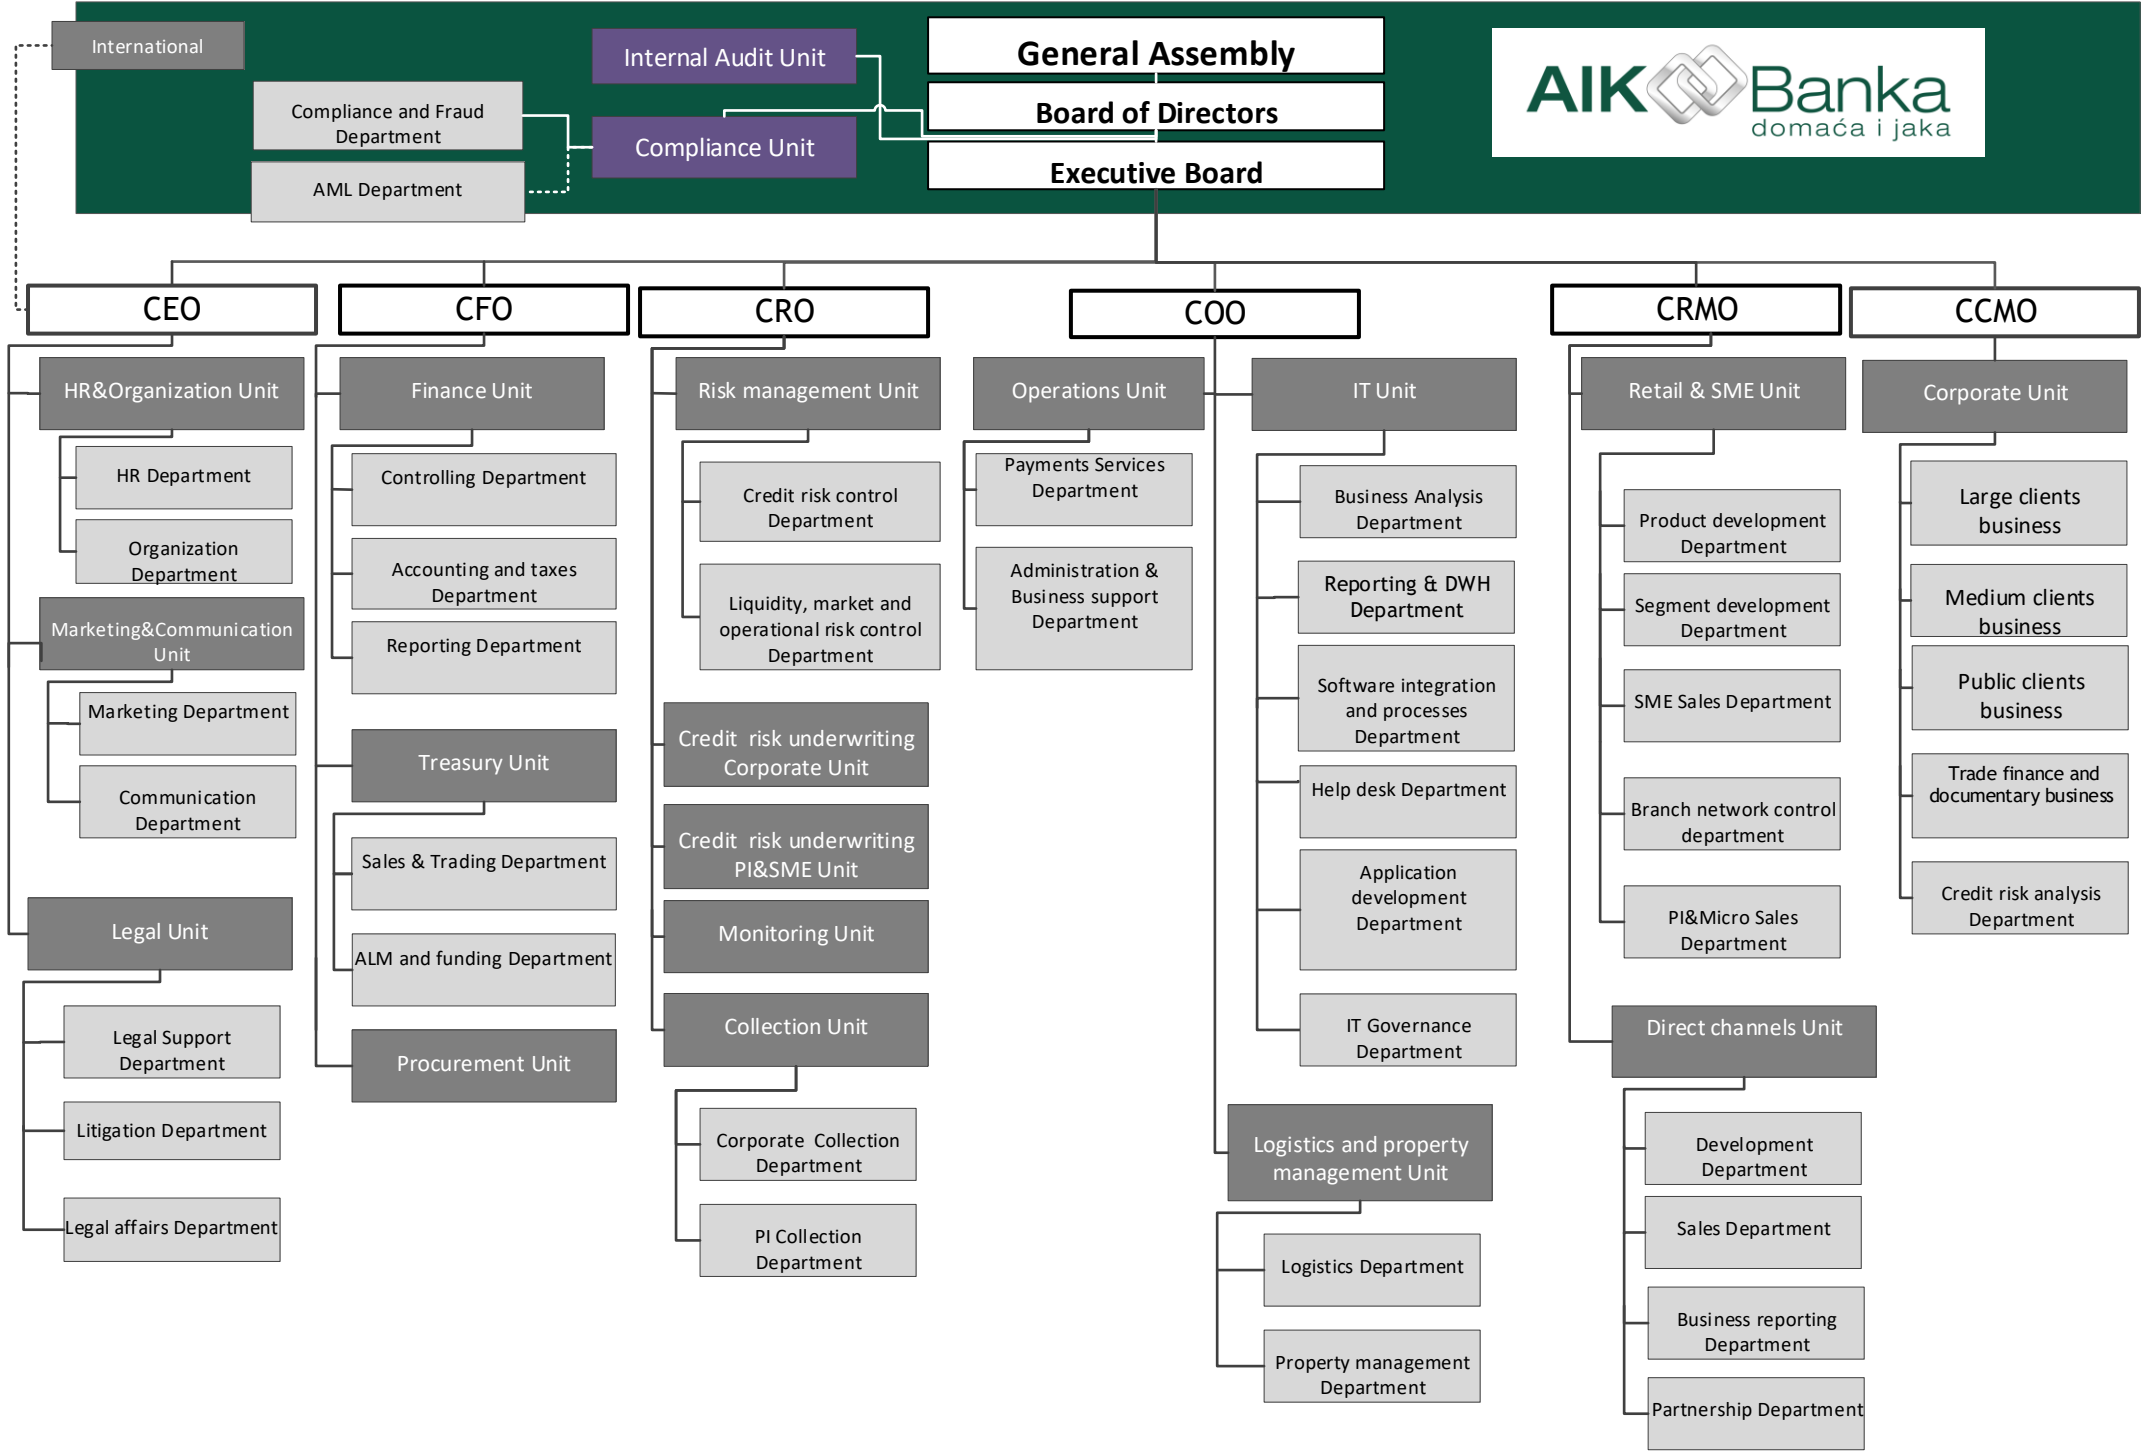 International
Internal Audit Unit
General Assembly
AIK Banka
domaća i jaka
Compliance and Fraud
Department
Board of Directors
Compliance Unit
Executive Board
AML Department
CEO
CFO
CRO
COO
CRMO
CCMO
HR&Organization Unit
HR Department
Organization
Department
Marketing&Communication
Unit
Marketing Department
Communication
Department
Legal Unit
Legal Support
Department
Litigation Department
Legal affairs Department
Finance Unit
Controlling Department
Accounting and taxes
Department
Reporting Department
Treasury Unit
Sales & Trading Department
ALM and funding Department
Procurement Unit
Risk management Unit
Credit risk control
Department
Liquidity, market and
operational risk control
Department
Credit risk underwriting
Corporate Unit
Credit risk underwriting
PI&SME Unit
Monitoring Unit
Collection Unit
Corporate Collection
Department
PI Collection
Department
Operations Unit
Payments Services
Department
Administration &
Business support
Department
IT Unit
Business Analysis
Department
Reporting & DWH
Department
Software integration
and processes
Department
Help desk Department
Application
development
Department
IT Governance
Department
Logistics and property
management Unit
Logistics Department
Property management
Department
Retail & SME Unit
Product development
Department
Segment development
Department
SME Sales Department
Branch network control
department
PI&Micro Sales
Department
Direct channels Unit
Development
Department
Sales Department
Business reporting
Department
Partnership Department
Corporate Unit
Large clients
business
Medium clients
business
Public clients
business
Trade finance and
documentary business
Credit risk analysis
Department